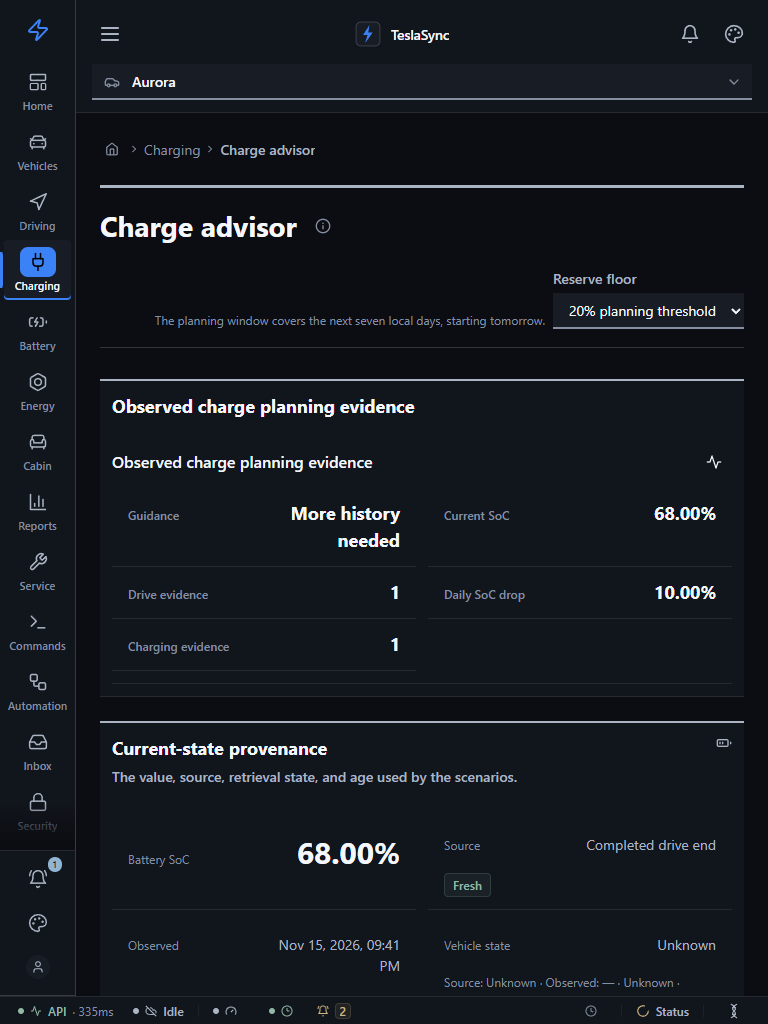 TeslaSync
Aurora
Home
Vehicles
Driving
Charging
Battery
Energy
Cabin
Reports
Service
Commands
Automation
Inbox
Security
1
Charging
Charge advisor
Charge advisor
Reserve floor
The planning window covers the next seven local days, starting tomorrow.
20% planning threshold
Observed charge planning evidence
Observed charge planning evidence
Guidance
More history
needed
Current SoC
68.00%
Drive evidence
1
Daily SoC drop
10.00%
Charging evidence
1
Current-state provenance
The value, source, retrieval state, and age used by the scenarios.
Battery SoC
68.00%
Source
Completed drive end
Fresh
Observed
Nov 15, 2026, 09:41
PM
Vehicle state
Unknown
Source: Unknown · Observed: — · Unknown ·
API · 335ms
Idle
2
Status